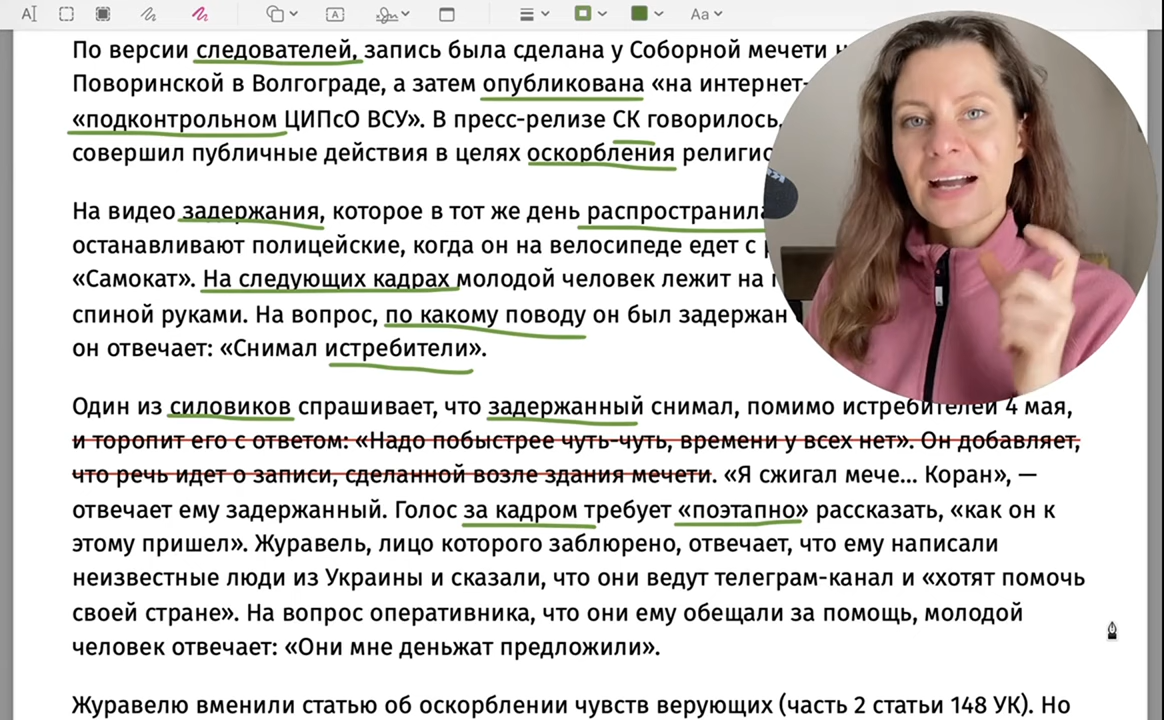 По версии следователей, запись была сделана у Соборной мечети
Поворинской в Волгограде, а затем опубликована «на интернет-
«подконтрольном ЦИПсО ВСУ». В пресс-релизе СК говорилось,
совершил публичные действия в целях оскорбления
На видео задержания, которое в тот же день
останавливают полицейские, когда он на велосипеде едет с
«Самокат». На следующих кадрах молодой человек лежит на
спиной руками. На вопрос, по какому поводу он был задержан
он отвечает: «Снимал истребители».
Один из силовиков спрашивает, что задержанный снимал, помимо истребителей 4 мая,
и торопит его с ответом: «Надо побыстрее чуть-чуть, времени у всех нет». Он добавляет,
что речь идет о записи, сделанной возле здания мечети. «Я сжигал мече... Коран», —
отвечает ему задержанный. Голос за кадром требует «поэтапно» рассказать, «как он к
этому пришел». Журавель, лицо которого заблюрено, отвечает, что ему написали
неизвестные люди из Украины и сказали, что они ведут телеграм-канал и «хотят помочь
своей стране». На вопрос оперативника, что они ему обещали за помощь, молодой
человек отвечает: «Они мне деньжат предложили».
Журавелю вменили статью об оскорблении чувств верующих (часть 2 статьи 148 УК). Но